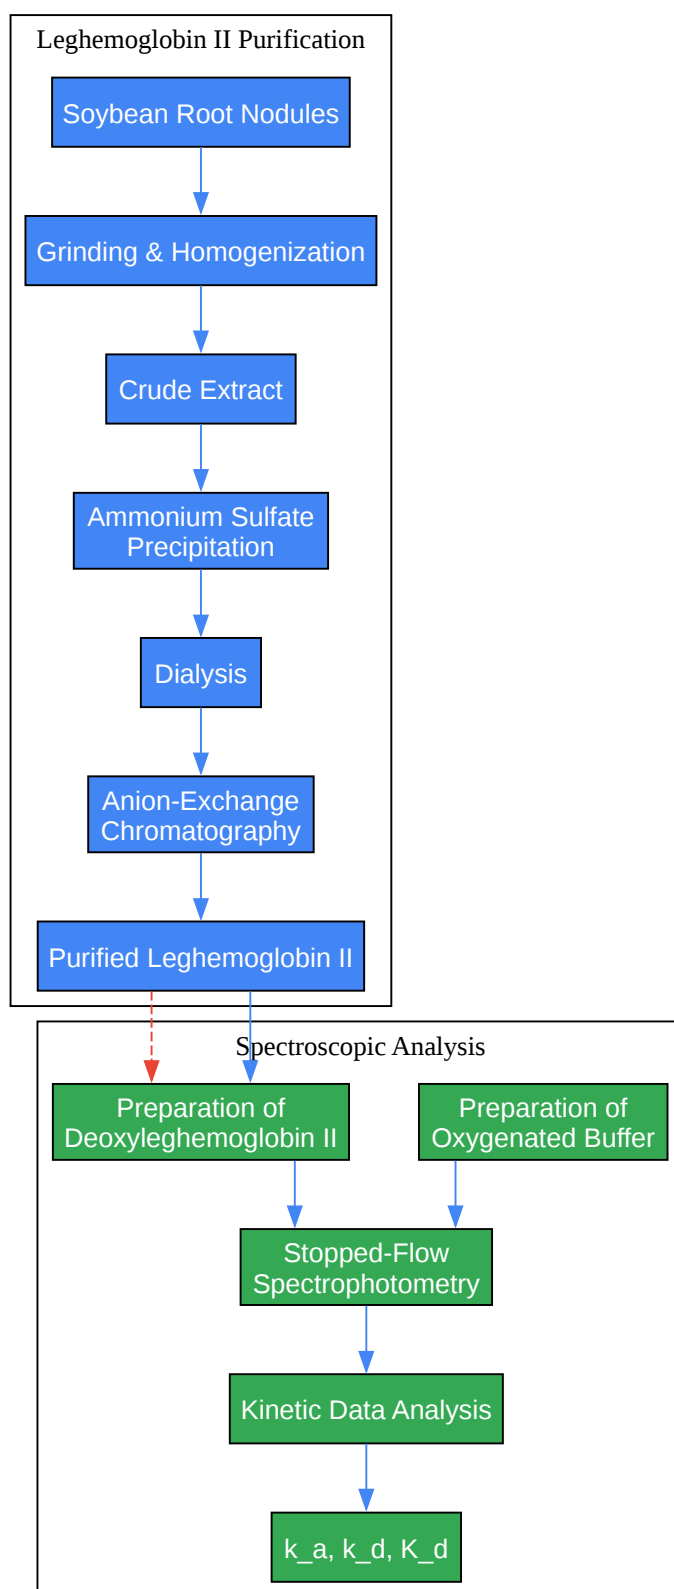 Leghemoglobin II Purification
Soybean Root Nodules
Grinding & Homogenization
Crude Extract
Ammonium Sulfate
Precipitation
Dialysis
Anion-Exchange
Chromatography
Purified Leghemoglobin II
Spectroscopic Analysis
Preparation of
Deoxyleghemoglobin II
Preparation of
Oxygenated Buffer
Stopped-Flow
Spectrophotometry
Kinetic Data Analysis
k_a, k_d, K_d